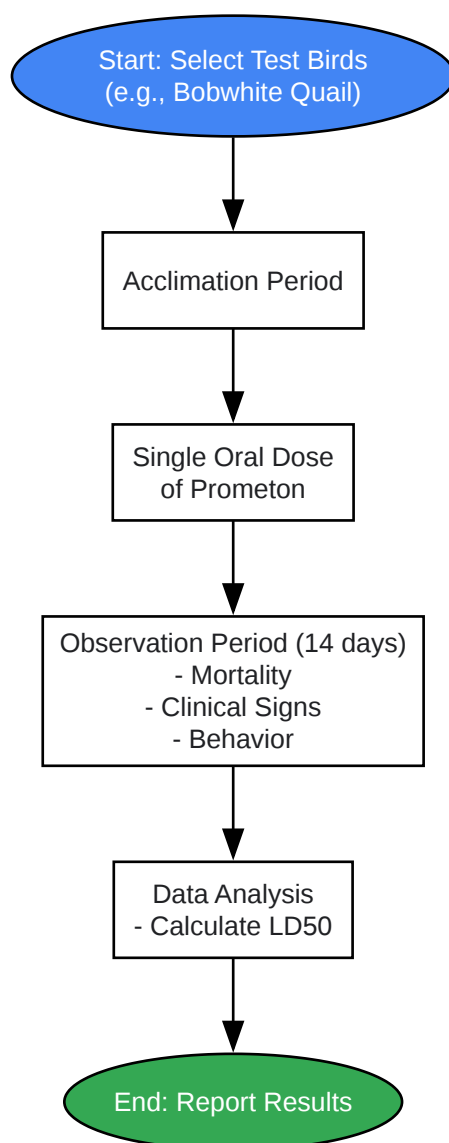 Start: Select Test Birds
(e.g., Bobwhite Quail)
Acclimation Period
Single Oral Dose
of Prometon
Observation Period (14 days)
- Mortality
- Clinical Signs
- Behavior
Data Analysis
- Calculate LD50
End: Report Results